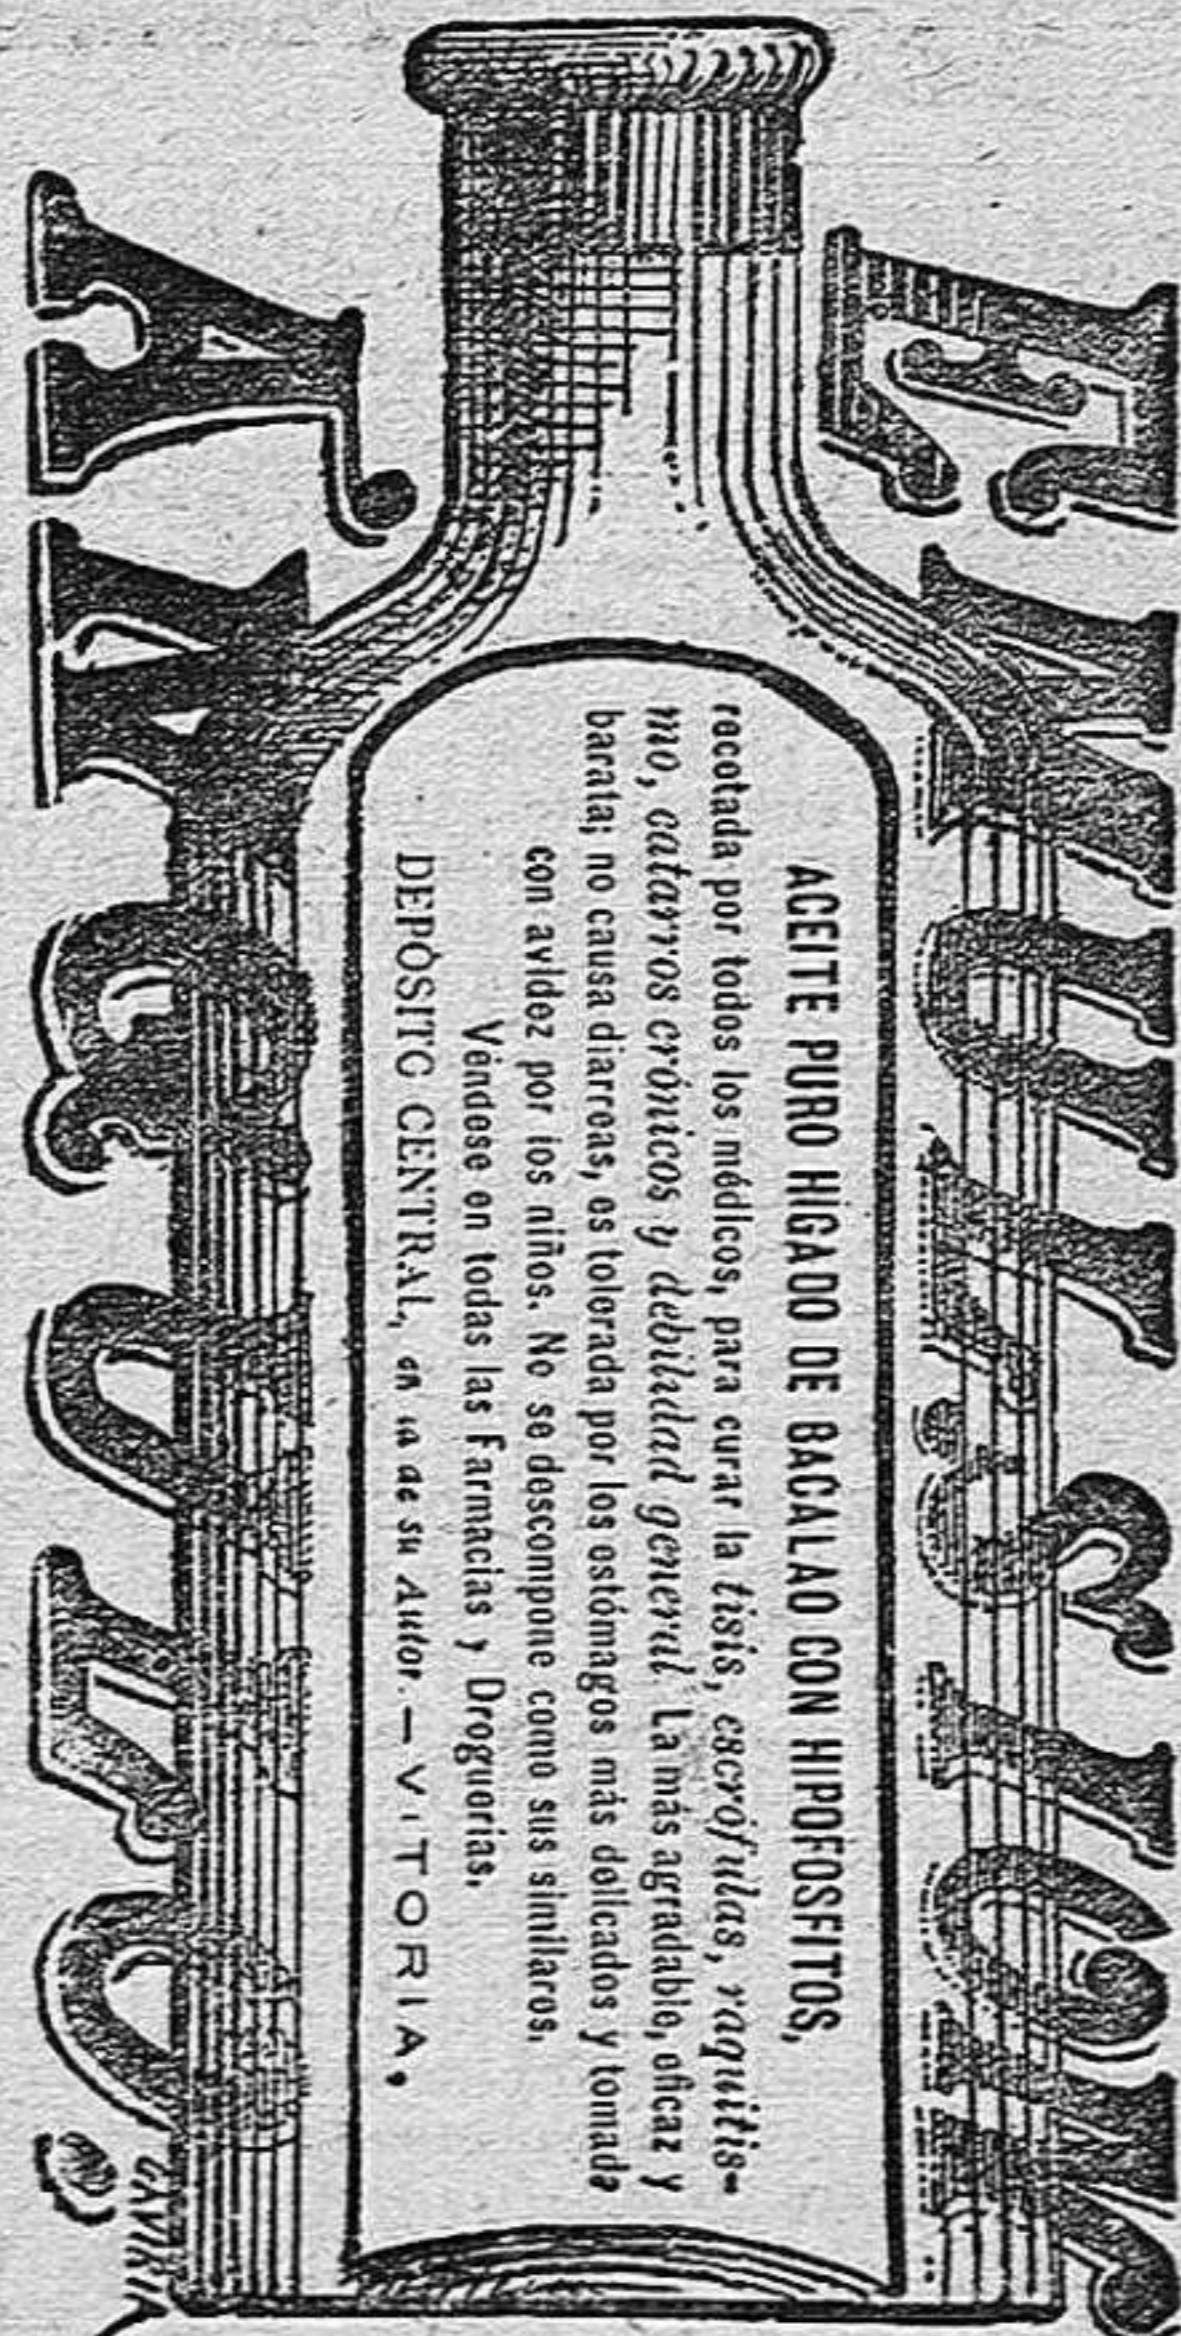 EMULSIÓN
ACEITE PURO HIGADO DE BACALAO CON HIPOFOSFITOS,
recetada por todos los médicos, para curar la tisis, escrófulas, raquitis-
mo, catarros crónicos y debilidad general. La más agradable, eficaz y
barata; no causa diarreas, es tolerada por los estómagos más delicados y tomada
con avidez por los niños. No se descompone como sus similares.
Véndese en todas las Farmacias y Droguerias.
DEPÓSITO CENTRAL, en la de su Autor.—VITORIA,